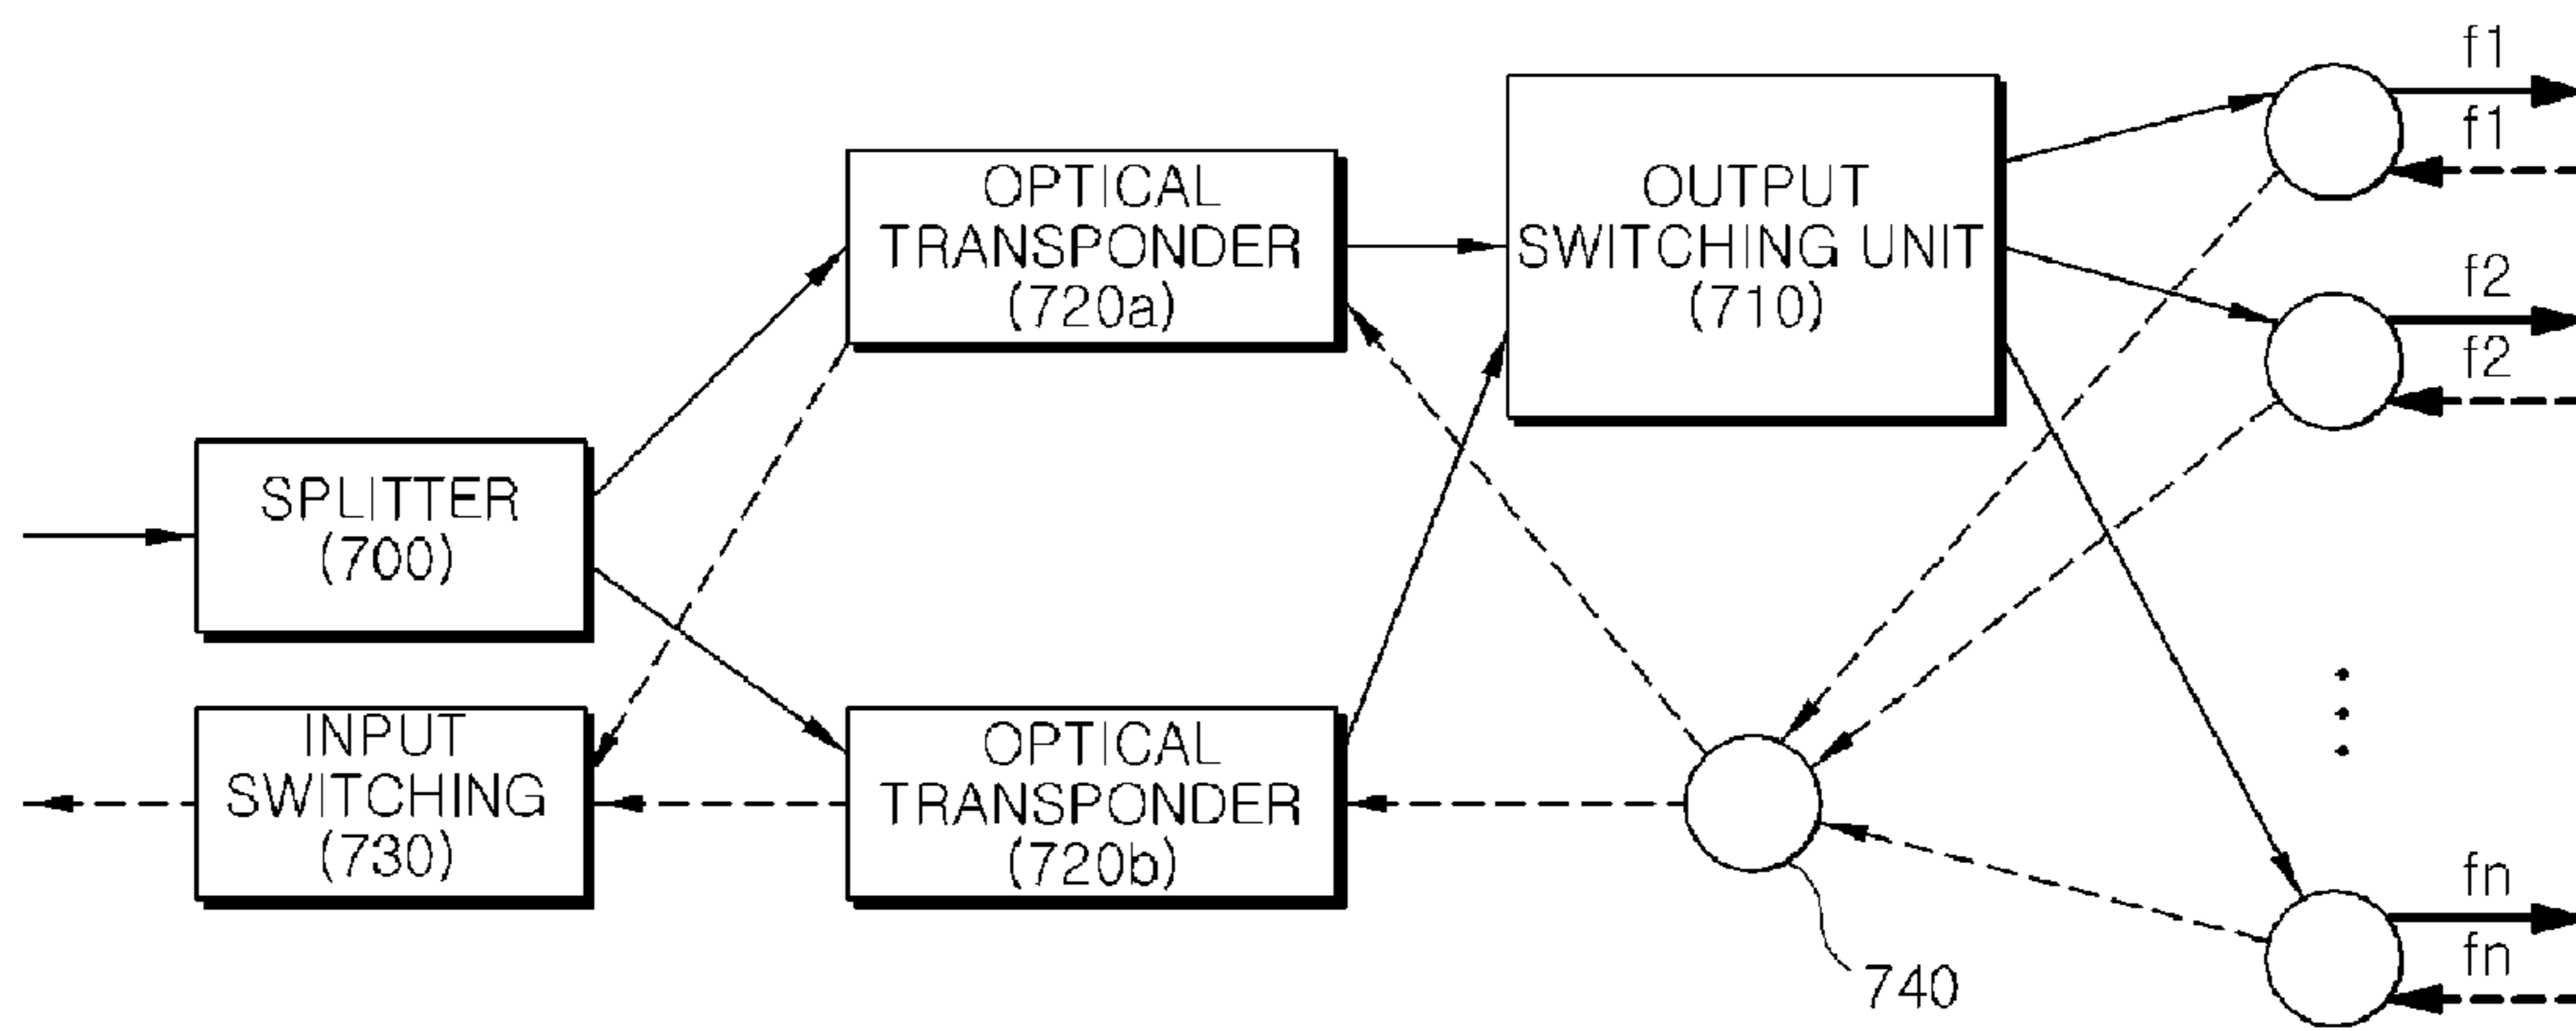 f1
f1
OPTICAL
TRANSPONDER
(720a)
OUTPUT
SWITCHING UNIT
(710)
f2
f2
SPLITTER
(700)
INPUT
SWITCHING
(730)
OPTICAL
TRANSPONDER
(720b)
fn
fn
740